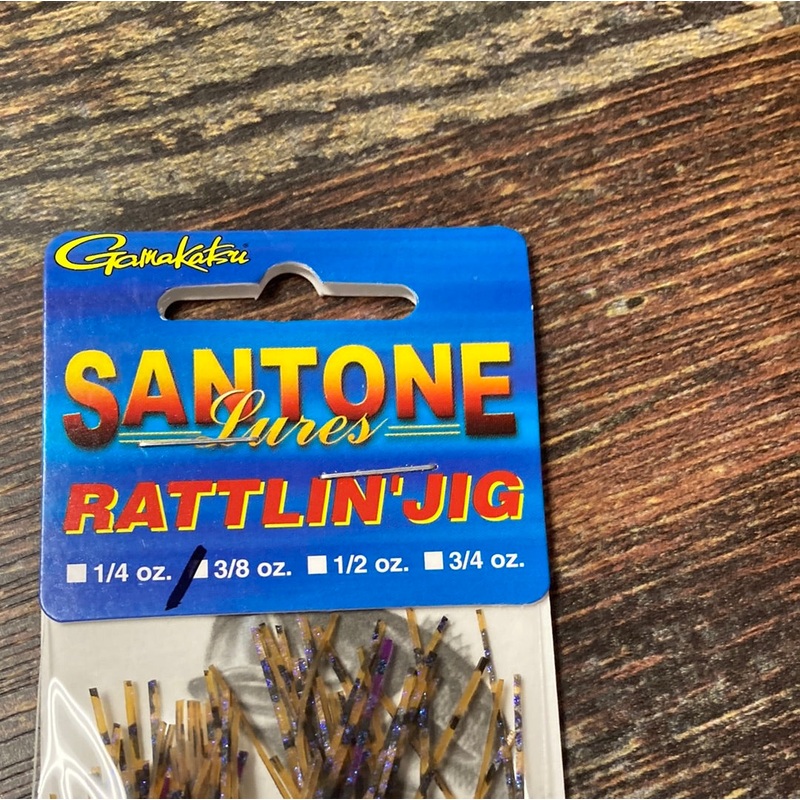 Gamakatsu
SANTONE
Lures
RATTLIN' JIG
1/4 oz. 3/8 oz. 1/2 oz. 3/4 oz.